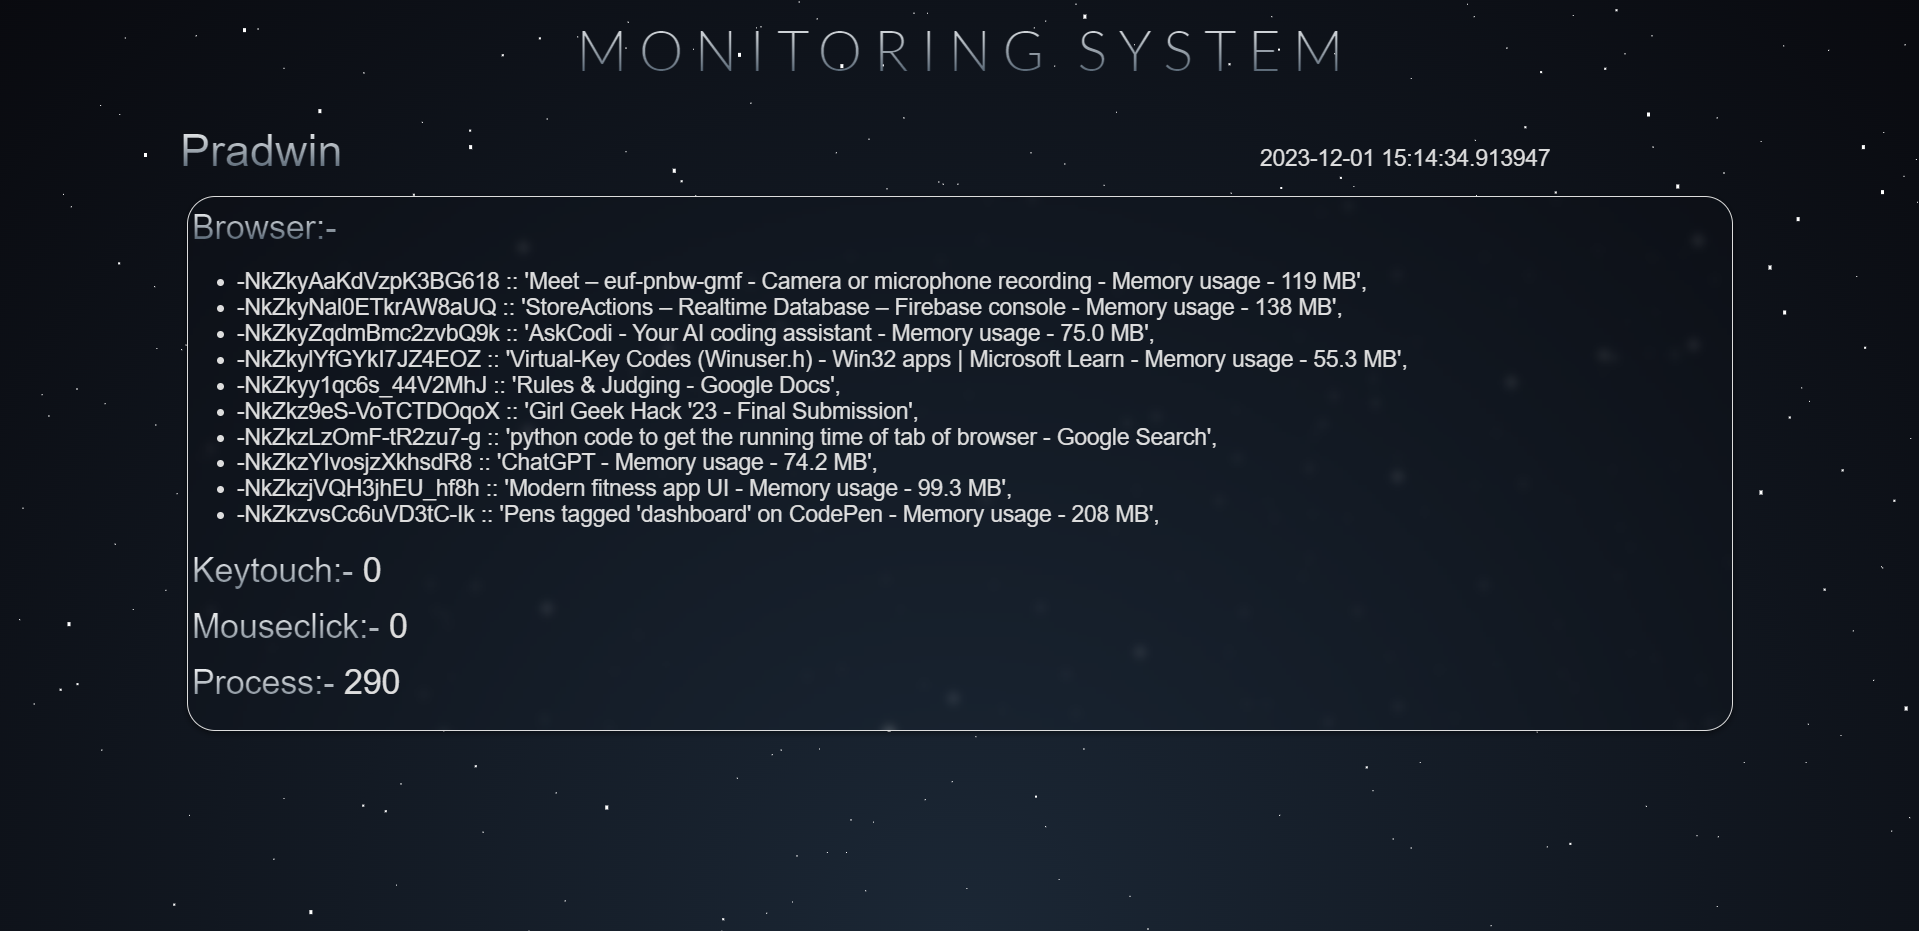 MONITORING SYSTEM
Pradwin
2023-12-01 15:14:34.913947
Browser:-
• -NkZkyAaKdVzpK3BG618 :: 'Meet – euf-pnbw-gmf - Camera or microphone recording - Memory usage - 119 MB',
• -NkZkyNal0ETkrAW8aUQ :: 'StoreActions – Realtime Database – Firebase console - Memory usage - 138 MB',
• -NkZkyZqdmBmc2zvbQ9k :: 'AskCodi - Your AI coding assistant - Memory usage - 75.0 MB',
• -NkZkylYfGYkI7JZ4EOZ :: 'Virtual-Key Codes (Winuser.h) - Win32 apps | Microsoft Learn - Memory usage - 55.3 MB',
• -NkZkyy1qc6s_44V2MhJ :: 'Rules & Judging - Google Docs',
• -NkZkz9eS-VoTCTDOqoX :: 'Girl Geek Hack '23 - Final Submission',
• -NkZkzLzOmF-tR2zu7-g :: 'python code to get the running time of tab of browser - Google Search',
• -NkZkzYIvosjzXkhsdR8 :: 'ChatGPT - Memory usage - 74.2 MB',
• -NkZkzjVQH3jhEU_hf8h :: 'Modern fitness app UI - Memory usage - 99.3 MB',
• -NkZkzvsCc6uVD3tC-Ik :: 'Pens tagged 'dashboard' on CodePen - Memory usage - 208 MB',
Keytouch:- 0
Mouseclick:- 0
Process:- 290